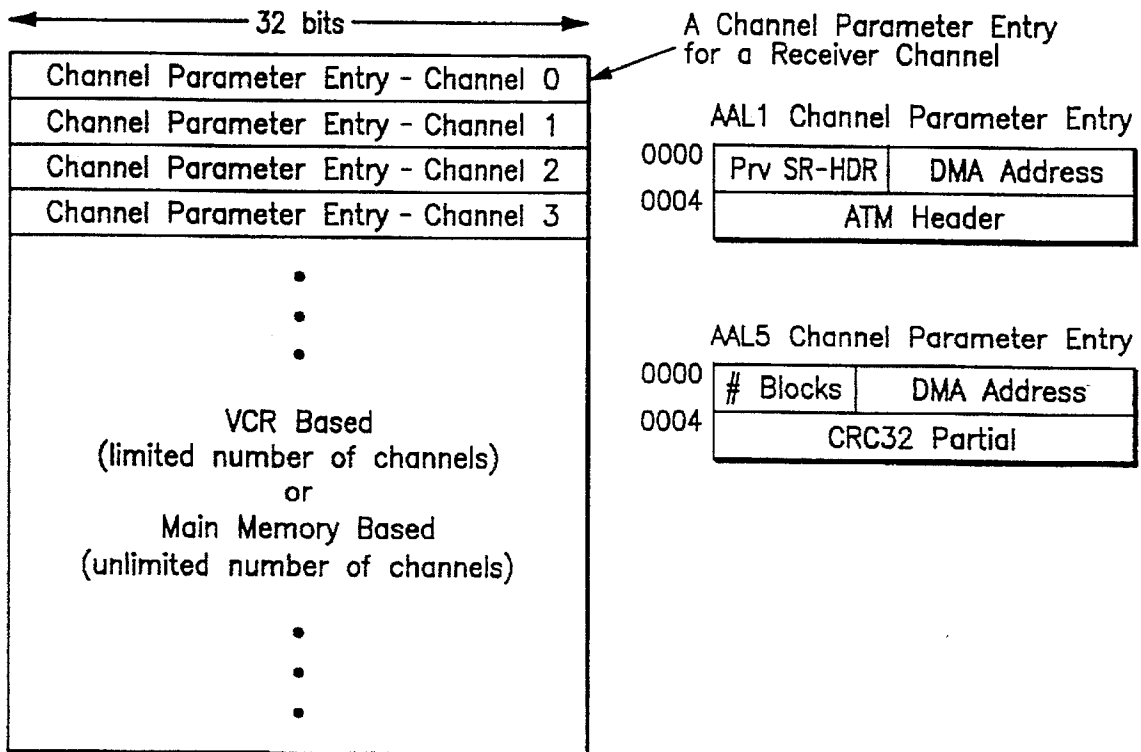 32 bits
A Channel Parameter Entry
for a Receiver Channel
Channel Parameter Entry - Channel 0
Channel Parameter Entry - Channel 1
Channel Parameter Entry - Channel 2
Channel Parameter Entry - Channel 3
VCR Based
(limited number of channels)
or
Main Memory Based
(unlimited number of channels)
AAL1 Channel Parameter Entry
0000 Prv SR-HDR DMA Address
0004 ATM Header
AAL5 Channel Parameter Entry
0000 # Blocks DMA Address
0004 CRC32 Partial